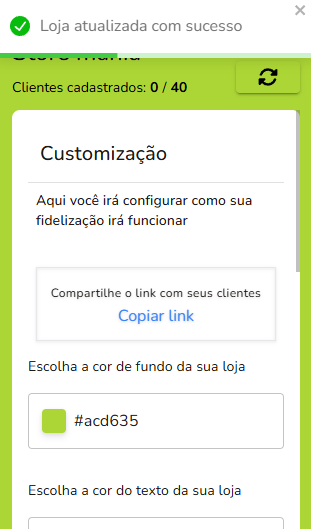 Loja atualizada com sucesso
Store mania
Clientes cadastrados: 0 / 40
Customização
Aqui você irá configurar como sua
fidelização irá funcionar
Compartilhe o link com seus clientes
Copiar link
Escolha a cor de fundo da sua loja
#acd635
Escolha a cor do texto da sua loja